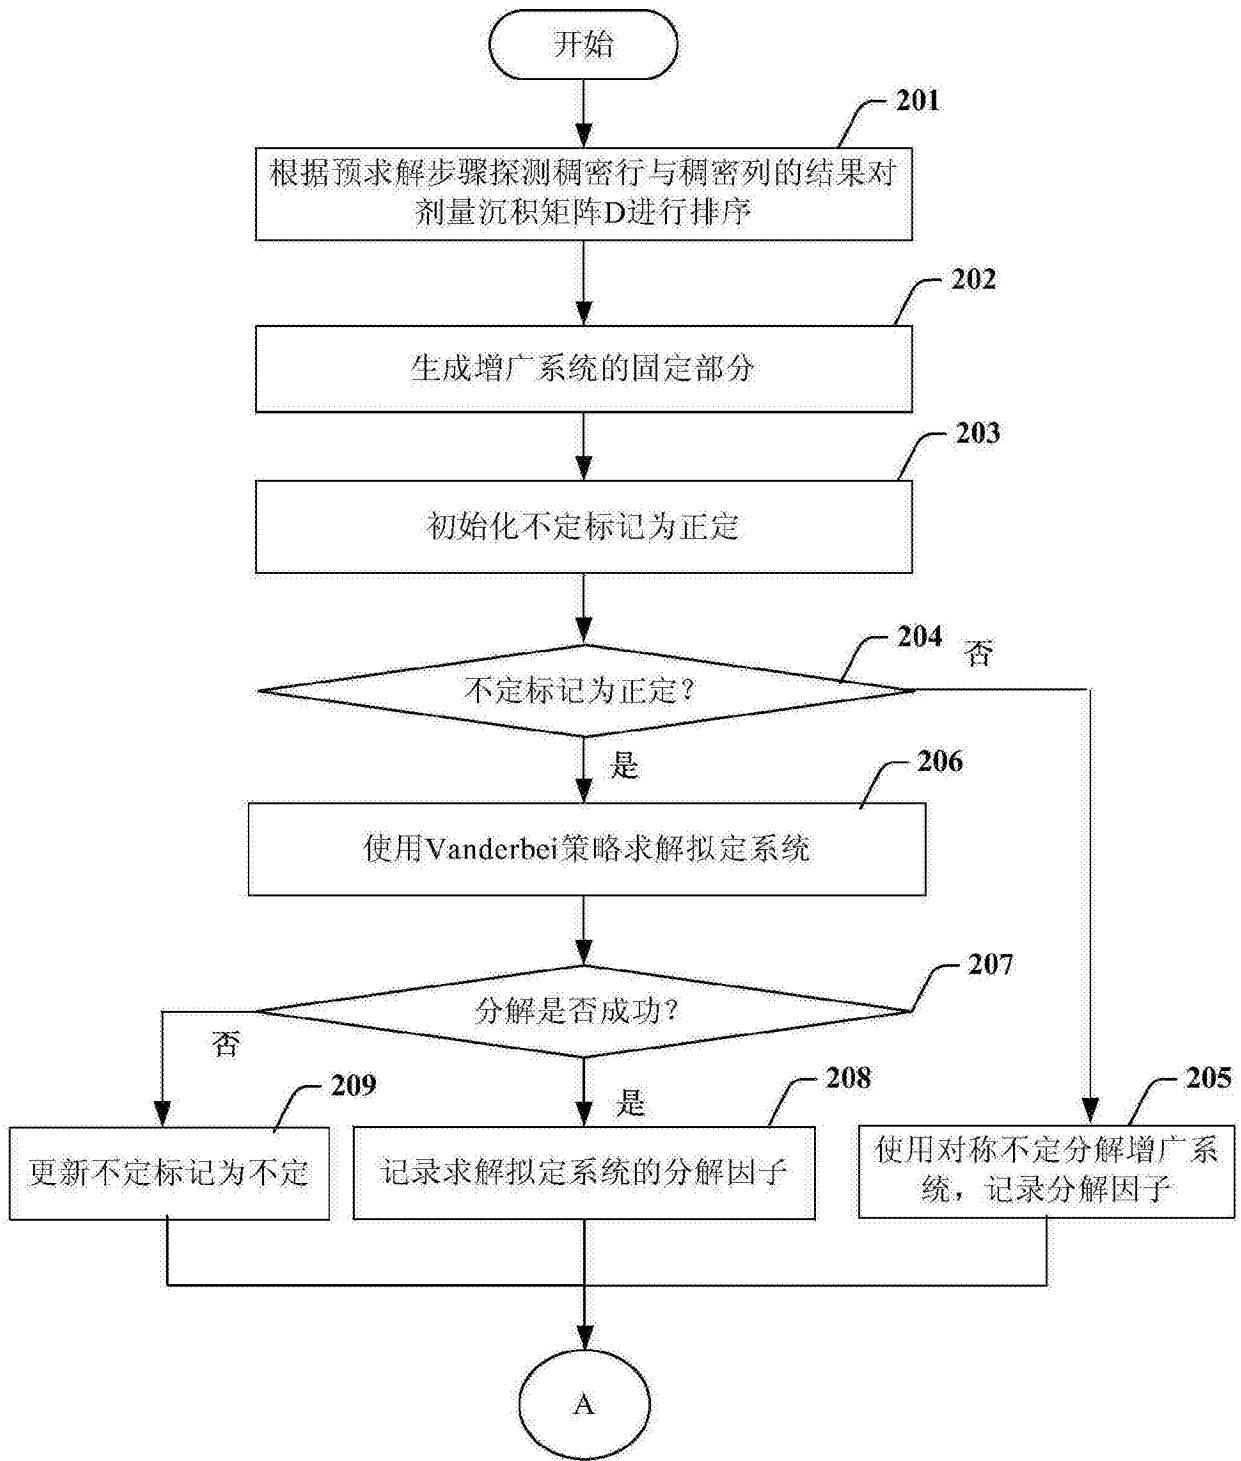 开始
201
根据预求解步骤探测稠密行与稠密列的结果对
剂量沉积矩阵D进行排序
202
生成增广系统的固定部分
203
初始化不定标记为正定
204
否
不定标记为正定?
是
206
使用Vanderbei策略求解拟定系统
207
分解是否成功?
否
是
209
208
205
更新不定标记为不定
记录求解拟定系统的分解因子
使用对称不定分解增广系
统，记录分解因子
A